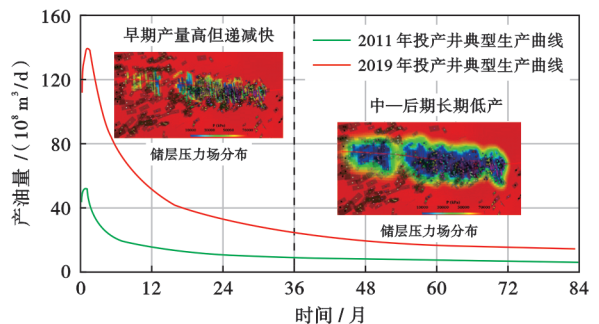 160
120
80
40
0
产油量 /（10⁸ m³/d）
早期产量高但递减快
2011 年投产井典型生产曲线
2019 年投产井典型生产曲线
储层压力场分布
中—后期长期低产
储层压力场分布
0 12 24 36 48 60 72 84
时间 / 月